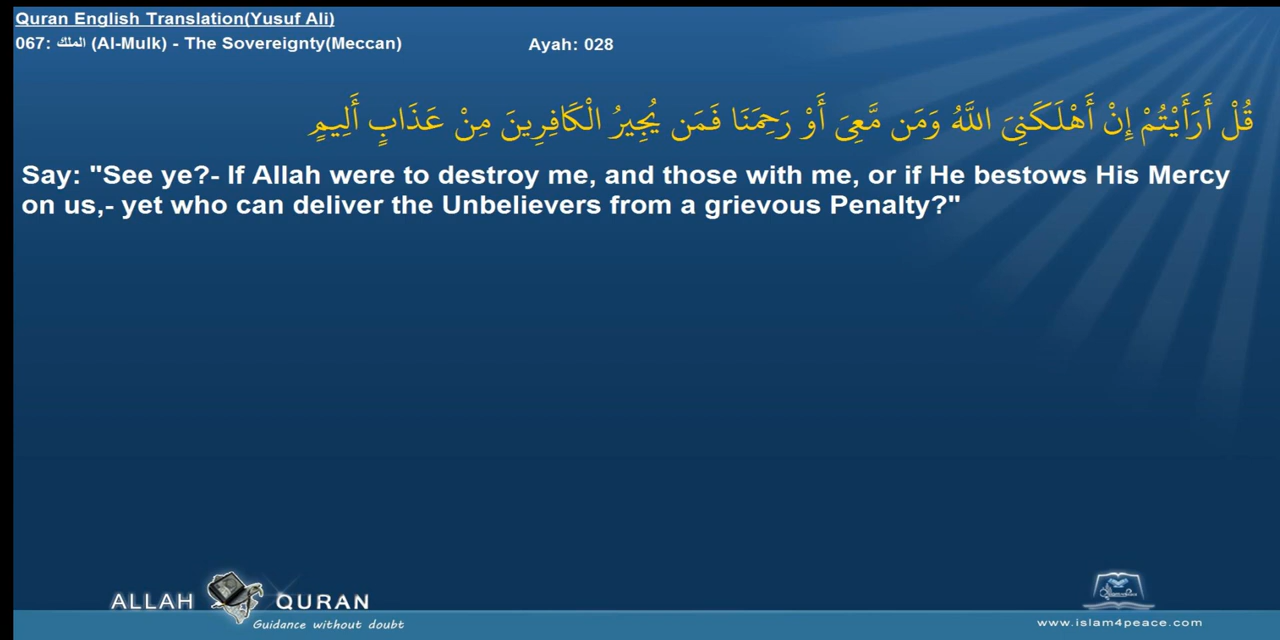 Quran English Translation(Yusuf Ali)
067: الملك (Al-Mulk) - The Sovereignty(Meccan) Ayah: 028
قُلْ أَرَأَيْتُمْ إِنْ أَهْلَكَنِىَ اللَّهُ وَمَن مَّعِىَ أَوْ رَحِمَنَا فَمَن يُجِيرُ الْكَافِرِينَ مِنْ عَذَابٍ أَلِيمٍ
Say: "See ye?- If Allah were to destroy me, and those with me, or if He bestows His Mercy
on us,- yet who can deliver the Unbelievers from a grievous Penalty?"
ALLAH QURAN
Guidance without doubt
www.islam4peace.com